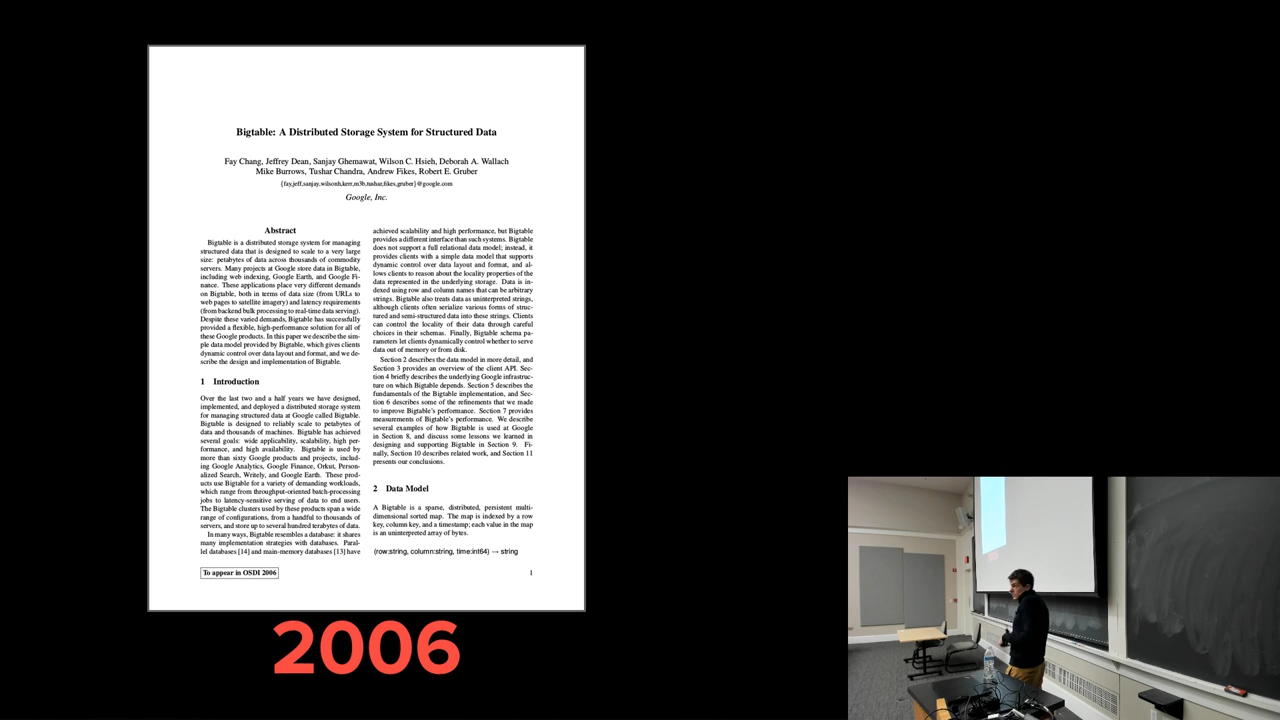 Bigtable: A Distributed Storage System for Structured Data
Fay Chang, Jeffrey Dean, Sanjay Ghemawat, Wilson C. Hsieh, Deborah A. Wallach
Mike Burrows, Tushar Chandra, Andrew Fikes, Robert E. Gruber
{fay,jeff,sanjay,wilsonh,kerr,m3b,tushar,fikes,gruber}@google.com
Google, Inc.
Abstract
Bigtable is a distributed storage system for managing
structured data that is designed to scale to a very large
size: petabytes of data across thousands of commodity
servers. Many projects at Google store data in Bigtable,
including web indexing, Google Earth, and Google Fi-
nance. These applications place very different demands
on Bigtable, both in terms of data size (from URLs to
web pages to satellite imagery) and latency requirements
(from backend bulk processing to real-time data serving).
Despite these varied demands, Bigtable has successfully
provided a flexible, high-performance solution for all of
these Google products. In this paper we describe the sim-
ple data model provided by Bigtable, which gives clients
dynamic control over data layout and format, and we de-
scribe the design and implementation of Bigtable.
1 Introduction
Over the last two and a half years we have designed,
implemented, and deployed a distributed storage system
for managing structured data at Google called Bigtable.
Bigtable is designed to reliably scale to petabytes of
data and thousands of machines. Bigtable has achieved
several goals: wide applicability, scalability, high per-
formance, and high availability. Bigtable is used by
more than sixty Google products and projects, includ-
ing Google Analytics, Google Finance, Orkut, Person-
alized Search, Writely, and Google Earth. These prod-
ucts use Bigtable for a variety of demanding workloads,
which range from throughput-oriented batch-processing
jobs to latency-sensitive serving of data to end users.
The Bigtable clusters used by these products span a wide
range of configurations, from a handful to thousands of
servers, and store up to several hundred terabytes of data.
In many ways, Bigtable resembles a database: it shares
many implementation strategies with databases. Paral-
lel databases [14] and main-memory databases [13] have
achieved scalability and high performance, but Bigtable
provides a different interface than such systems. Bigtable
does not support a full relational data model; instead, it
provides clients with a simple data model that supports
dynamic control over data layout and format, and al-
lows clients to reason about the locality properties of the
data represented in the underlying storage. Data is in-
dexed using row and column names that can be arbitrary
strings. Bigtable also treats data as uninterpreted strings,
although clients often serialize various forms of struc-
tured and semi-structured data into these strings. Clients
can control the locality of their data through careful
choices in their schemas. Finally, Bigtable schema pa-
rameters let clients dynamically control whether to serve
data out of memory or from disk.
Section 2 describes the data model in more detail, and
Section 3 provides an overview of the client API. Sec-
tion 4 briefly describes the underlying Google infrastruc-
ture on which Bigtable depends. Section 5 describes the
fundamentals of the Bigtable implementation, and Sec-
tion 6 describes some of the refinements that we made
to improve Bigtable's performance. Section 7 provides
measurements of Bigtable's performance. We describe
several examples of how Bigtable is used at Google
in Section 8, and discuss some lessons we learned in
designing and supporting Bigtable in Section 9. Fi-
nally, Section 10 describes related work, and Section 11
presents our conclusions.
2 Data Model
A Bigtable is a sparse, distributed, persistent multi-
dimensional sorted map. The map is indexed by a row
key, column key, and a timestamp; each value in the map
is an uninterpreted array of bytes.
(row:string, column:string, time:int64) → string
To appear in OSDI 2006
1
2006